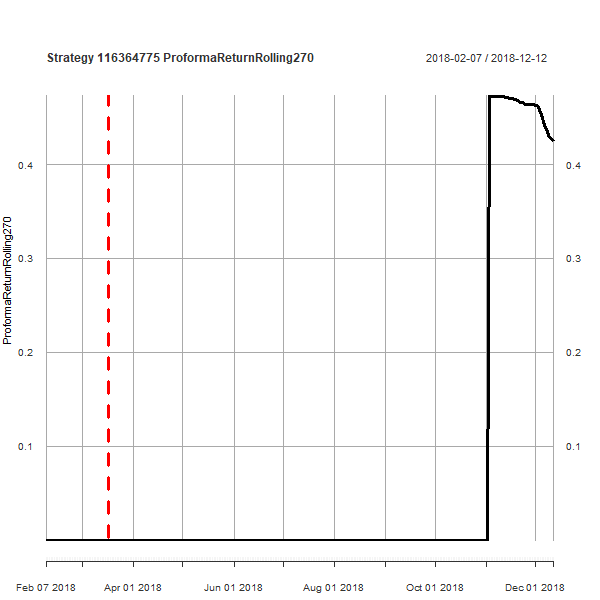 Strategy 116364775 ProformaReturnRolling270
2018-02-07 / 2018-12-12
ProformaReturnRolling270
0.4
0.4
0.3
0.3
0.2
0.2
0.1
0.1
Feb 07 2018
Apr 01 2018
Jun 01 2018
Aug 01 2018
Oct 01 2018
Dec 01 2018